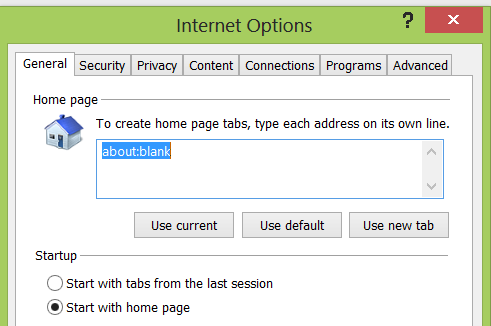 Internet Options
?
x
General Security Privacy Content Connections Programs Advanced
Home page
To create home page tabs, type each address on its own line.
about:blank
Use current Use default Use new tab
Startup
Start with tabs from the last session
Start with home page